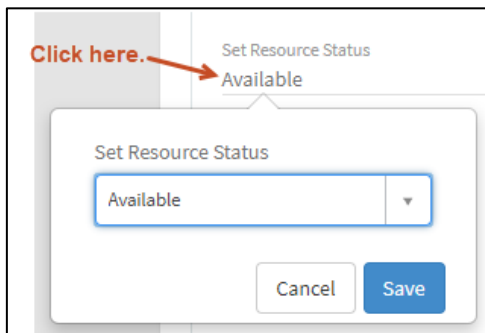 Set Resource Status
Click here.
Available
Set Resource Status
Available
Cancel Save